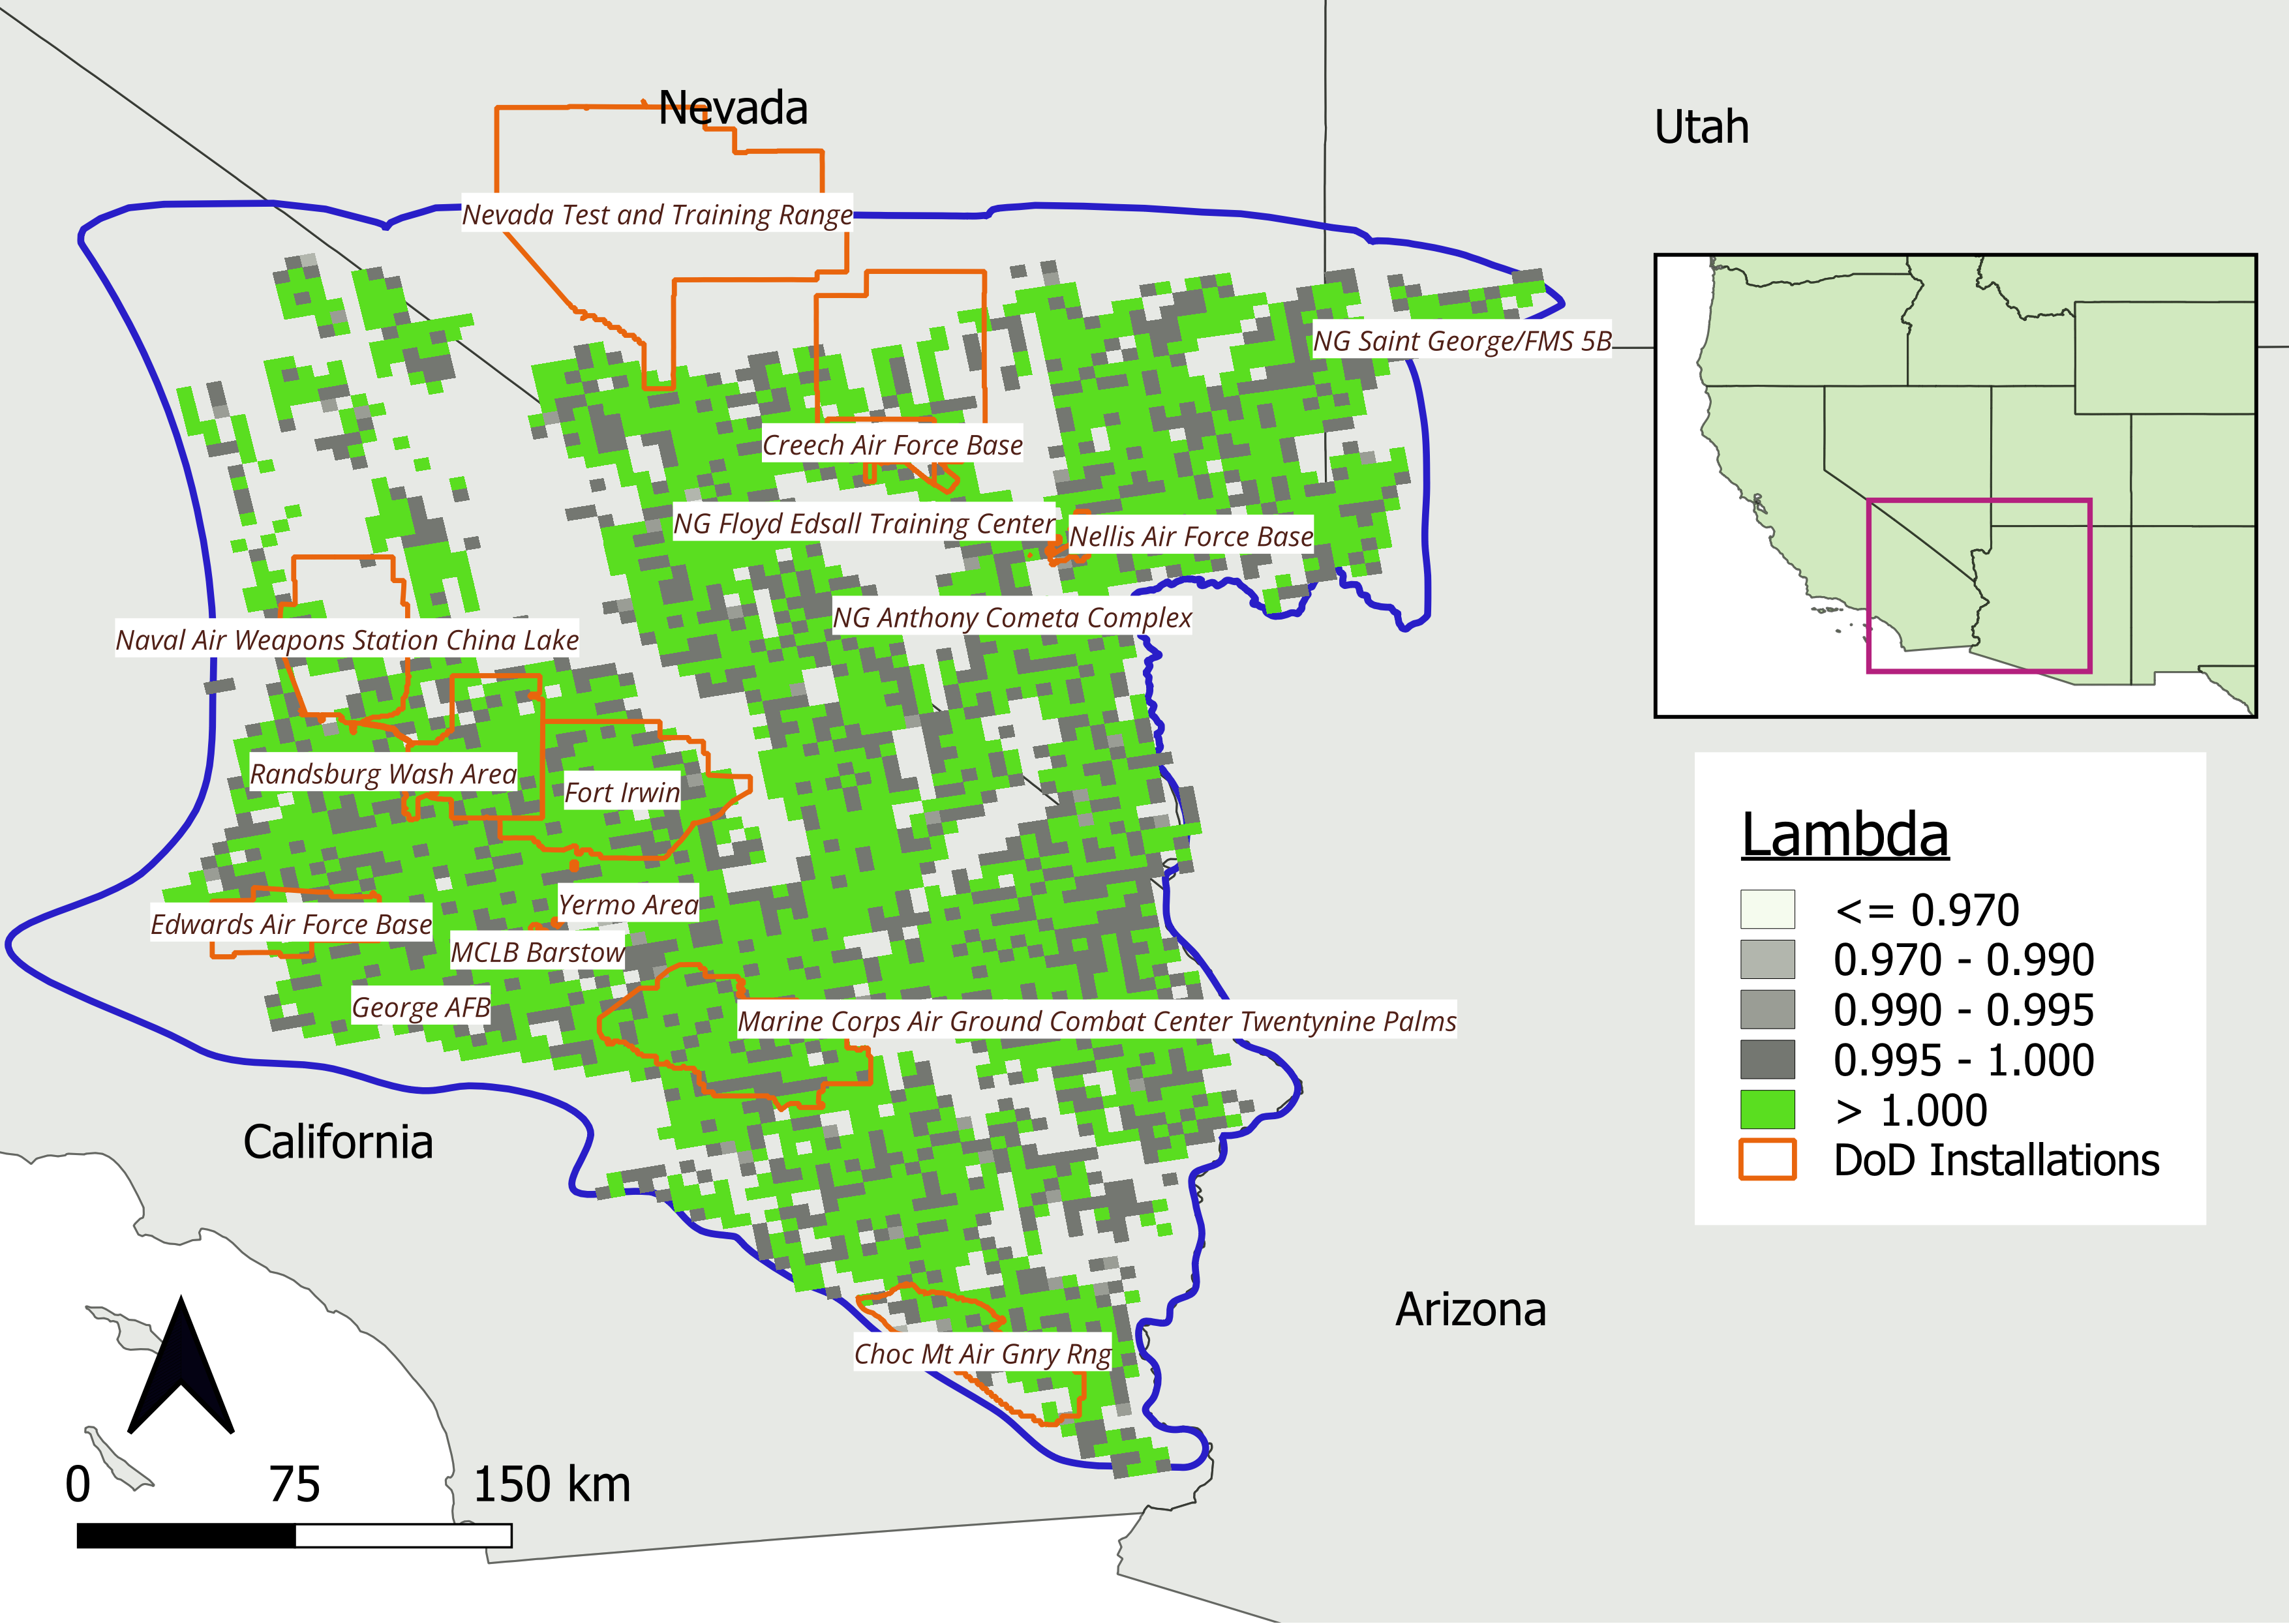 Nevada
Utah
Nevada Test and Training Range
NG Saint George/FMS 5B
Creech Air Force Base
NG Floyd Edsall Training Center
Nellis Air Force Base
NG Anthony Cometa Complex
Naval Air Weapons Station China Lake
Randsburg Wash Area
Fort Irwin
Yermo Area
Edwards Air Force Base
MCLB Barstow
George AFB
Marine Corps Air Ground Combat Center Twentynine Palms
California
Arizona
Choc Mt Air Gnry Rng
Lambda
<= 0.970
0.970 - 0.990
0.990 - 0.995
0.995 - 1.000
> 1.000
DoD Installations
0 75 150 km